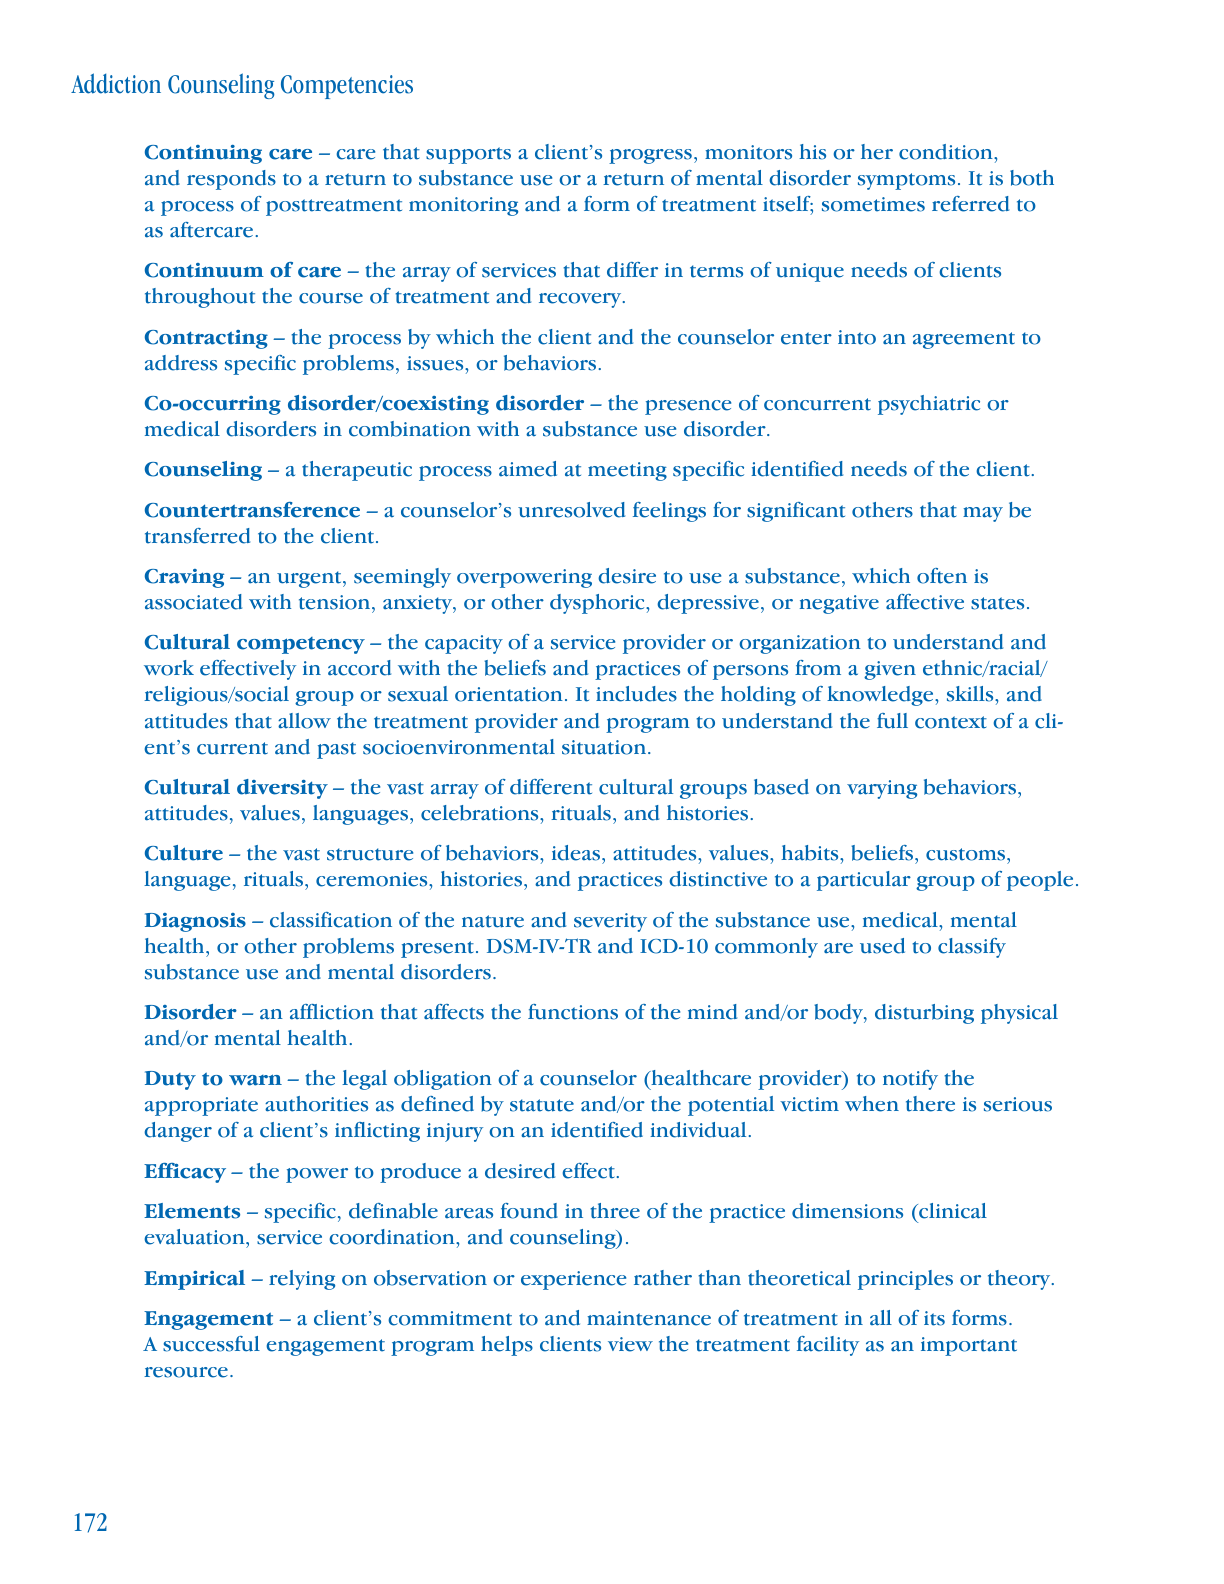 Addiction Counseling Competencies
Continuing care – care that supports a client’s progress, monitors his or her condition,
and responds to a return to substance use or a return of mental disorder symptoms. It is both
a process of posttreatment monitoring and a form of treatment itself; sometimes referred to
as aftercare.
Continuum of care – the array of services that differ in terms of unique needs of clients
throughout the course of treatment and recovery.
Contracting – the process by which the client and the counselor enter into an agreement to
address specific problems, issues, or behaviors.
Co-occurring disorder/coexisting disorder – the presence of concurrent psychiatric or
medical disorders in combination with a substance use disorder.
Counseling – a therapeutic process aimed at meeting specific identified needs of the client.
Countertransference – a counselor’s unresolved feelings for significant others that may be
transferred to the client.
Craving – an urgent, seemingly overpowering desire to use a substance, which often is
associated with tension, anxiety, or other dysphoric, depressive, or negative affective states.
Cultural competency – the capacity of a service provider or organization to understand and
work effectively in accord with the beliefs and practices of persons from a given ethnic/racial/
religious/social group or sexual orientation. It includes the holding of knowledge, skills, and
attitudes that allow the treatment provider and program to understand the full context of a cli-
ent’s current and past socioenvironmental situation.
Cultural diversity – the vast array of different cultural groups based on varying behaviors,
attitudes, values, languages, celebrations, rituals, and histories.
Culture – the vast structure of behaviors, ideas, attitudes, values, habits, beliefs, customs,
language, rituals, ceremonies, histories, and practices distinctive to a particular group of people.
Diagnosis – classification of the nature and severity of the substance use, medical, mental
health, or other problems present. DSM-IV-TR and ICD-10 commonly are used to classify
substance use and mental disorders.
Disorder – an affliction that affects the functions of the mind and/or body, disturbing physical
and/or mental health.
Duty to warn – the legal obligation of a counselor (healthcare provider) to notify the
appropriate authorities as defined by statute and/or the potential victim when there is serious
danger of a client’s inflicting injury on an identified individual.
Efficacy – the power to produce a desired effect.
Elements – specific, definable areas found in three of the practice dimensions (clinical
evaluation, service coordination, and counseling).
Empirical – relying on observation or experience rather than theoretical principles or theory.
Engagement – a client’s commitment to and maintenance of treatment in all of its forms.
A successful engagement program helps clients view the treatment facility as an important
resource.
172